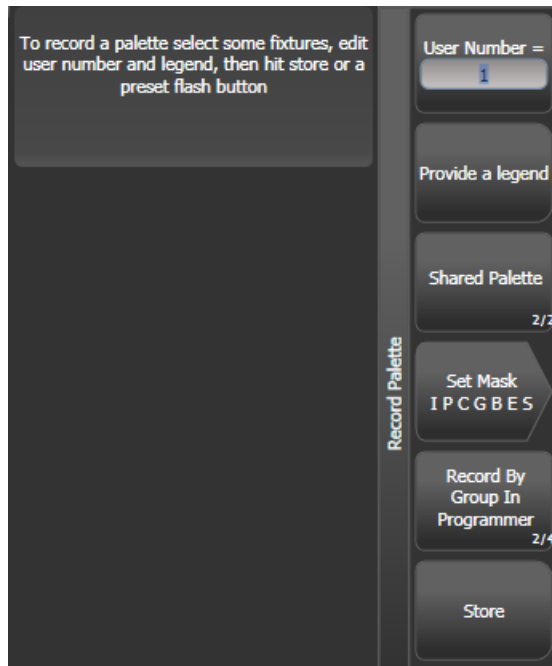 To record a palette select some fixtures, edit
user number and legend, then hit store or a
preset flash button
Record Palette
User Number =
1
Provide a legend
Shared Palette
2/2
Set Mask
I P C G B E S
Record By
Group In
Programmer
2/4
Store